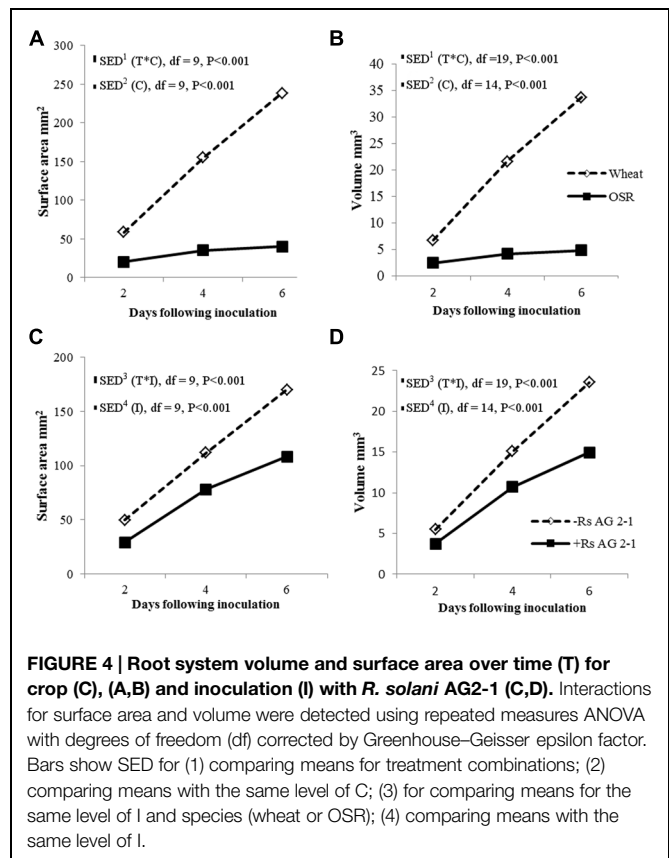 A
SED¹ (T*C), df = 9, P<0.001
SED² (C), df = 9, P<0.001
Surface area mm²
300
250
200
150
100
50
0
2 4 6
Days following inoculation
B
SED¹ (T*C), df =19, P<0.001
SED² (C), df = 14, P<0.001
Volume mm³
40
35
30
25
20
15
10
5
0
Wheat
OSR
2 4 6
Days following inoculation
C
SED³ (T*I), df = 9, P<0.001
SED⁴ (I), df = 9, P<0.001
Surface area mm²
200
150
100
50
0
2 4 6
Days following inoculation
D
SED³ (T*I), df = 19, P<0.001
SED⁴ (I), df = 14, P<0.001
Volume mm³
25
20
15
10
5
0
-Rs AG 2-1
+Rs AG 2-1
2 4 6
Days following inoculation
FIGURE 4 | Root system volume and surface area over time (T) for
crop (C), (A,B) and inoculation (I) with R. solani AG2-1 (C,D). Interactions
for surface area and volume were detected using repeated measures ANOVA
with degrees of freedom (df) corrected by Greenhouse–Geisser epsilon factor.
Bars show SED for (1) comparing means for treatment combinations; (2)
comparing means with the same level of C; (3) for comparing means for the
same level of I and species (wheat or OSR); (4) comparing means with the
same level of I.